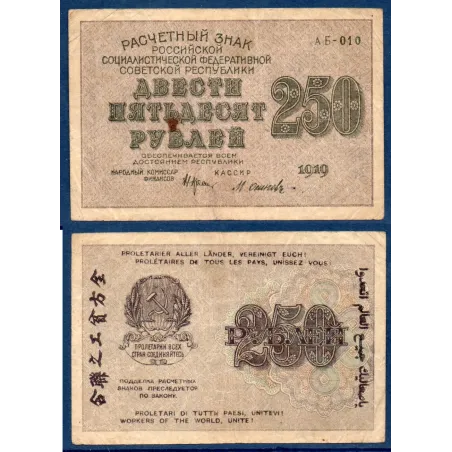 РАСЧЕТНЫЙ ЗНАК
РОССИЙСКОЙ
СОЦИАЛИСТИЧЕСКОЙ ФЕДЕРАТИВНОЙ
СОВЕТСКОЙ РЕСПУБЛИКИ
АБ-010
ДВЕСТИ
ПЯТЬДЕСЯТ
РУБЛЕЙ
250
ОБЕСПЕЧИВАЕТСЯ ВСЕМ
ДОСТОЯНИЕМ РЕСПУБЛИКИ
НАРОДНЫЙ КОМИССАР
ФИНАНСОВ
КАССИР
1919
PROLETARIER ALLER LÄNDER, VEREINIGT EUCH!
PROLÉTAIRES DE TOUS LES PAYS, UNISSEZ-VOUS!
ПРОЛЕТАРИИ ВСЕХ
СТРАН СОЕДИНЯЙТЕСЬ
250
РУБЛЕЙ
ПОДДЕЛКА РАСЧЕТНЫХ
ЗНАКОВ ПРЕСЛЕДУЕТСЯ
ПО ЗАКОНУ.
PROLETARI DI TUTTI PAESI, UNITEVI!
WORKERS OF THE WORLD, UNITE!